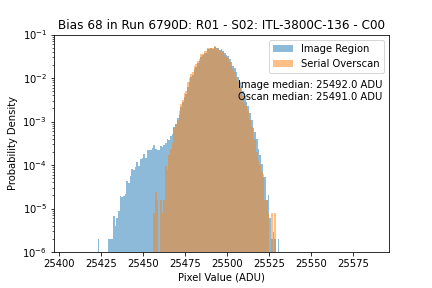 Bias 68 in Run 6790D: R01 - S02: ITL-3800C-136 - C00
Image Region
Serial Overscan
Image median: 25492.0 ADU
Oscan median: 25491.0 ADU
Probability Density
10⁻¹
10⁻²
10⁻³
10⁻⁴
10⁻⁵
10⁻⁶
25400 25425 25450 25475 25500 25525 25550 25575
Pixel Value (ADU)